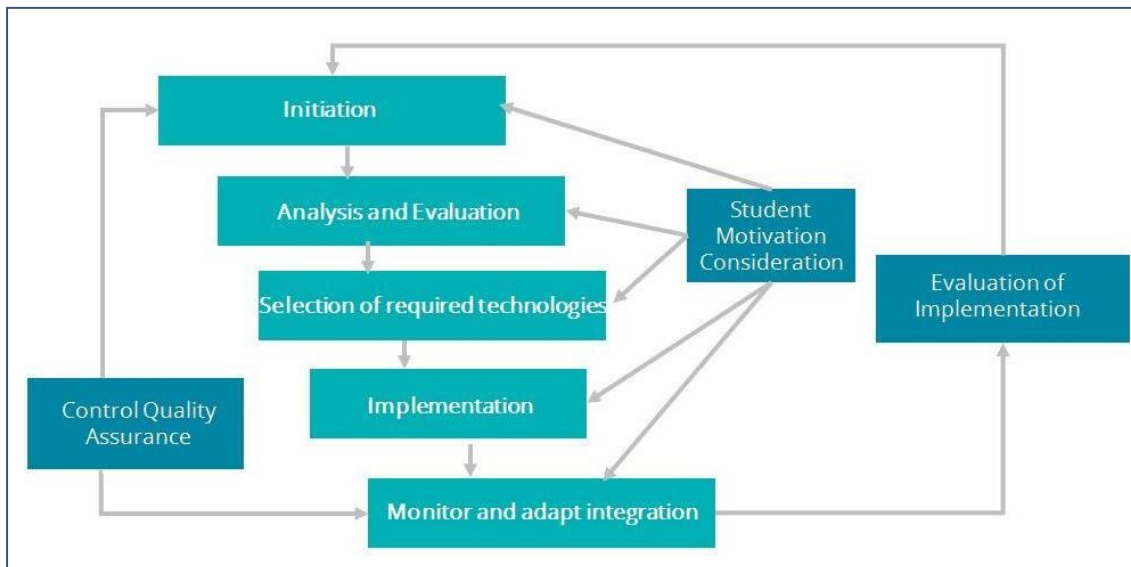 Initiation
Analysis and Evaluation
Student
Motivation
Consideration
Selection of required technologies
Evaluation of
Implementation
Implementation
Control Quality
Assurance
Monitor and adapt integration